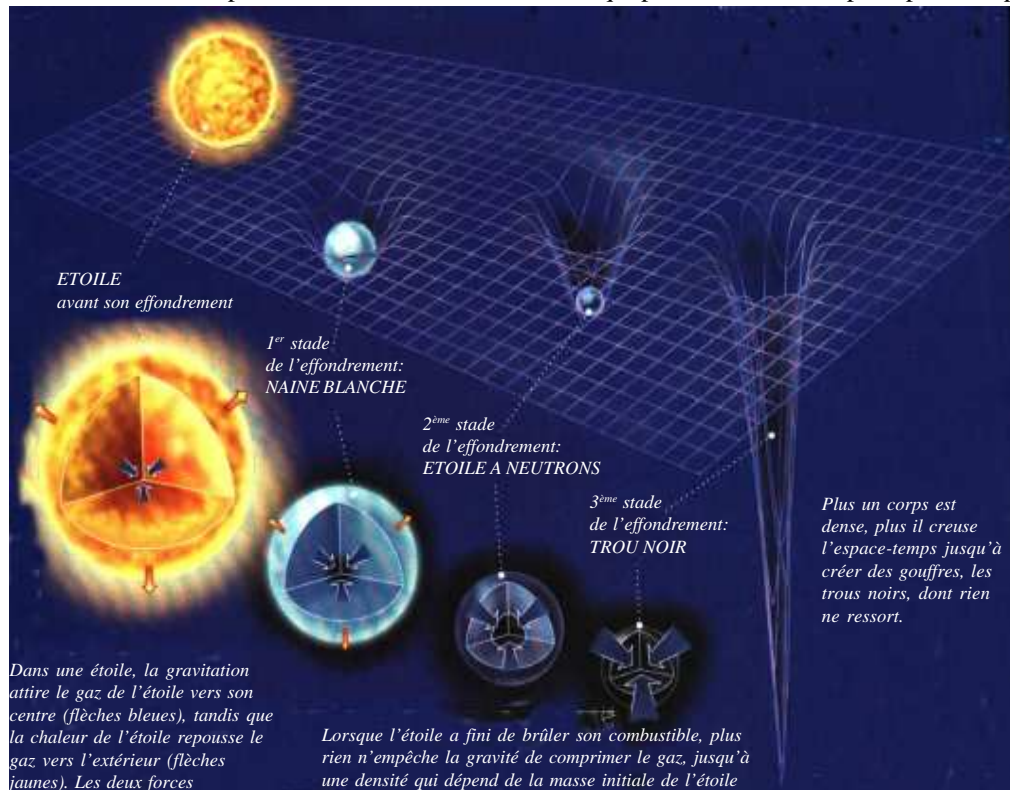 ETOILE
avant son effondrement
1er stade
de l'effondrement:
NAINE BLANCHE
2ème stade
de l'effondrement:
ETOILE A NEUTRONS
3ème stade
de l'effondrement:
TROU NOIR
Plus un corps est
dense, plus il creuse
l'espace-temps jusqu'à
créer des gouffres, les
trous noirs, dont rien
ne ressort.
Dans une étoile, la gravitation
attire le gaz de l'étoile vers son
centre (flèches bleues), tandis que
la chaleur de l'étoile repousse le
gaz vers l'extérieur (flèches
jaunes). Les deux forces
Lorsque l'étoile a fini de brûler son combustible, plus
rien n'empêche la gravité de comprimer le gaz, jusqu'à
une densité qui dépend de la masse initiale de l'étoile